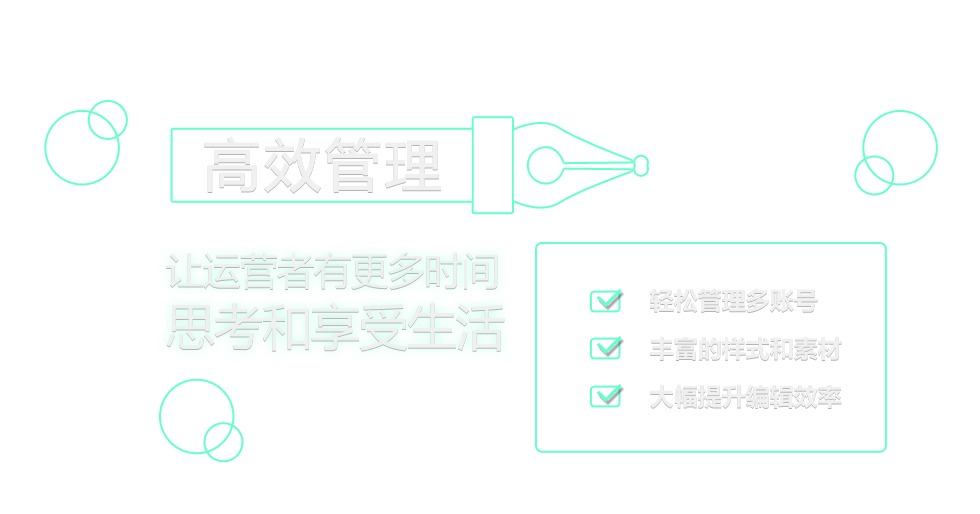 高效管理
让运营者有更多时间
思考和享受生活
轻松管理多账号
丰富的样式和素材
大幅提升编辑效率